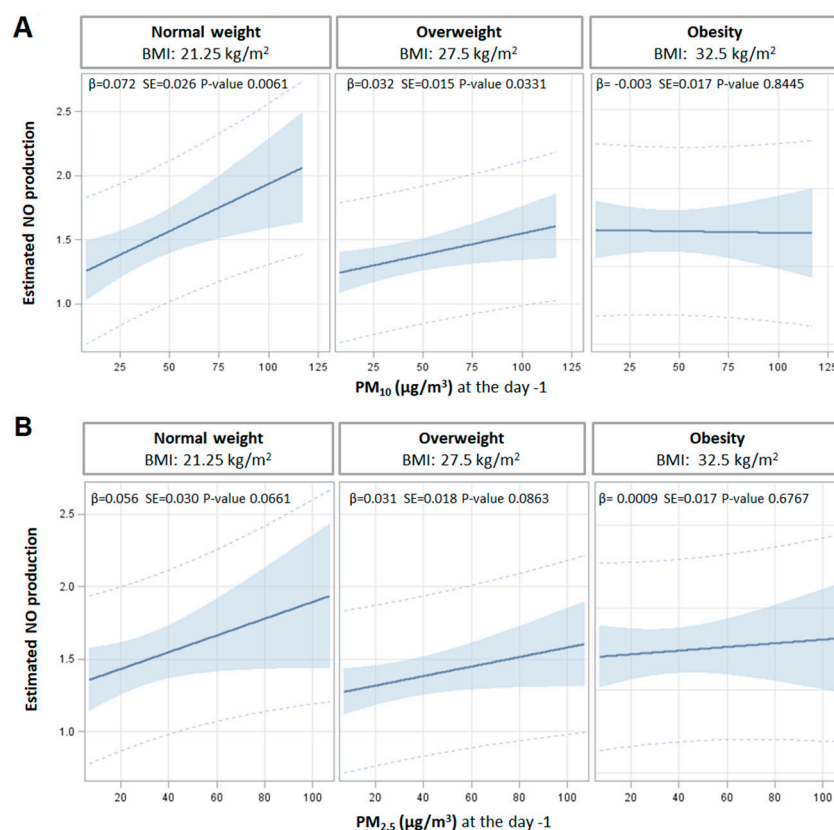 A
Normal weight
BMI: 21.25 kg/m²
Overweight
BMI: 27.5 kg/m²
Obesity
BMI: 32.5 kg/m²
β=0.072 SE=0.026 P-value 0.0061
β=0.032 SE=0.015 P-value 0.0331
β= -0.003 SE=0.017 P-value 0.8445
Estimated NO production
2.5
2.0
1.5
1.0
25 50 75 100 125
25 50 75 100 125
25 50 75 100 125
PM₁₀ (µg/m³) at the day -1
B
Normal weight
BMI: 21.25 kg/m²
Overweight
BMI: 27.5 kg/m²
Obesity
BMI: 32.5 kg/m²
β=0.056 SE=0.030 P-value 0.0661
β=0.031 SE=0.018 P-value 0.0863
β= 0.0009 SE=0.017 P-value 0.6767
Estimated NO production
2.5
2.0
1.5
1.0
20 40 60 80 100
20 40 60 80 100
20 40 60 80 100
PM₂.₅ (µg/m³) at the day -1